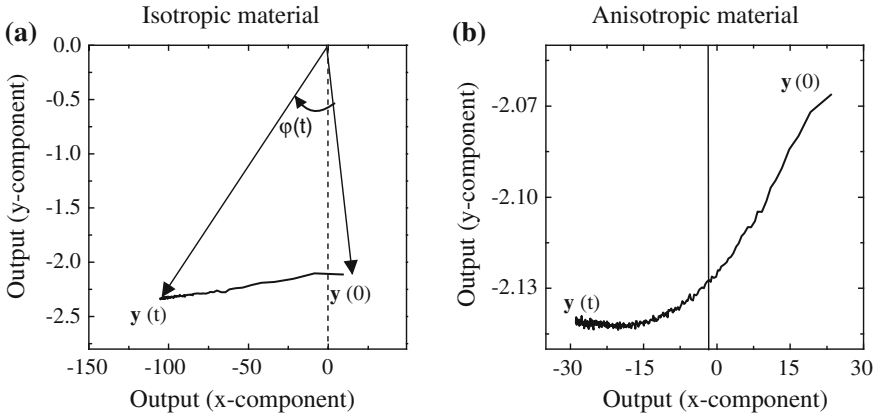 Isotropic material
(a)
Output (y-component)
0.0
-0.5
-1.0
-1.5
-2.0
-2.5
φ(t)
y (t)
y (0)
-150
-100
-50
0
Output (x-component)
Anisotropic material
(b)
Output (y-component)
-2.07
-2.10
-2.13
y (0)
y (t)
-30
-15
0
15
30
Output (x-component)